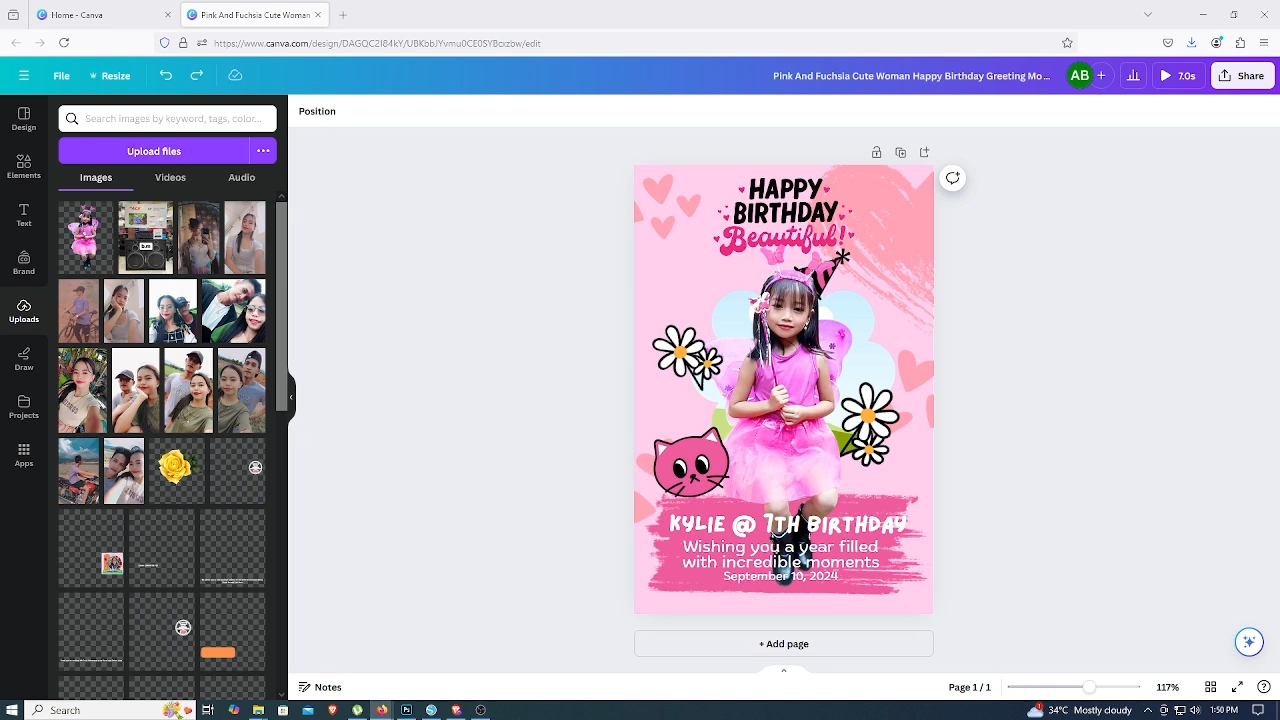 Home - Canva
Pink And Fuchsia Cute Woman
https://www.canva.com/design/DAGQC2I84kY/UBKbbJYvmu0CE0SYBcxzbw/edit
File
Resize
Pink And Fuchsia Cute Woman Happy Birthday Greeting Mo...
AB
7.0s
Share
Design
Elements
Text
Brand
Uploads
Draw
Projects
Apps
Search images by keyword, tags, color...
Upload files
Images
Videos
Audio
Position
HAPPY
BIRTHDAY
Beautiful!
KYLIE @ 7TH BIRTHDAY
Wishing you a year filled
with incredible moments
September 10, 2024
+ Add page
Notes
Page 1 / 1
117%
Search
34°C Mostly cloudy
1:50 PM